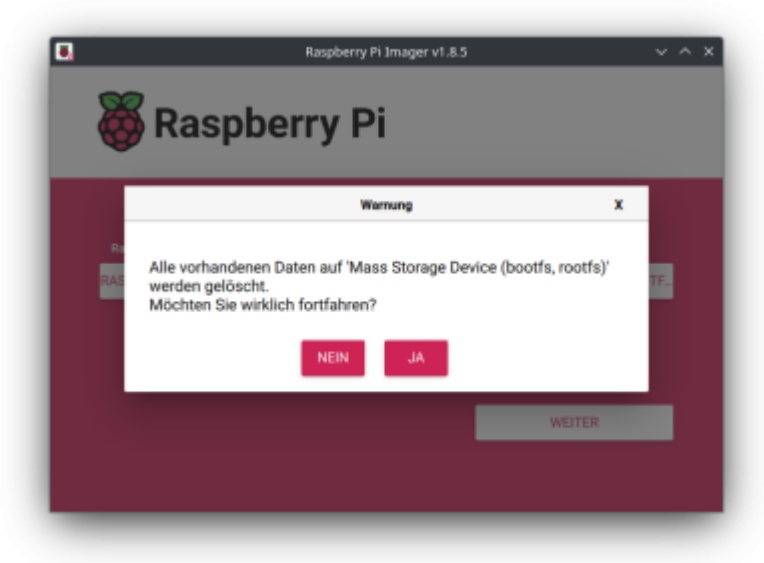 Raspberry Pi Imager v1.8.5
Raspberry Pi
Warnung
X
Alle vorhandenen Daten auf 'Mass Storage Device (bootfs, rootfs)'
werden gelöscht.
Möchten Sie wirklich fortfahren?
NEIN
JA
WEITER